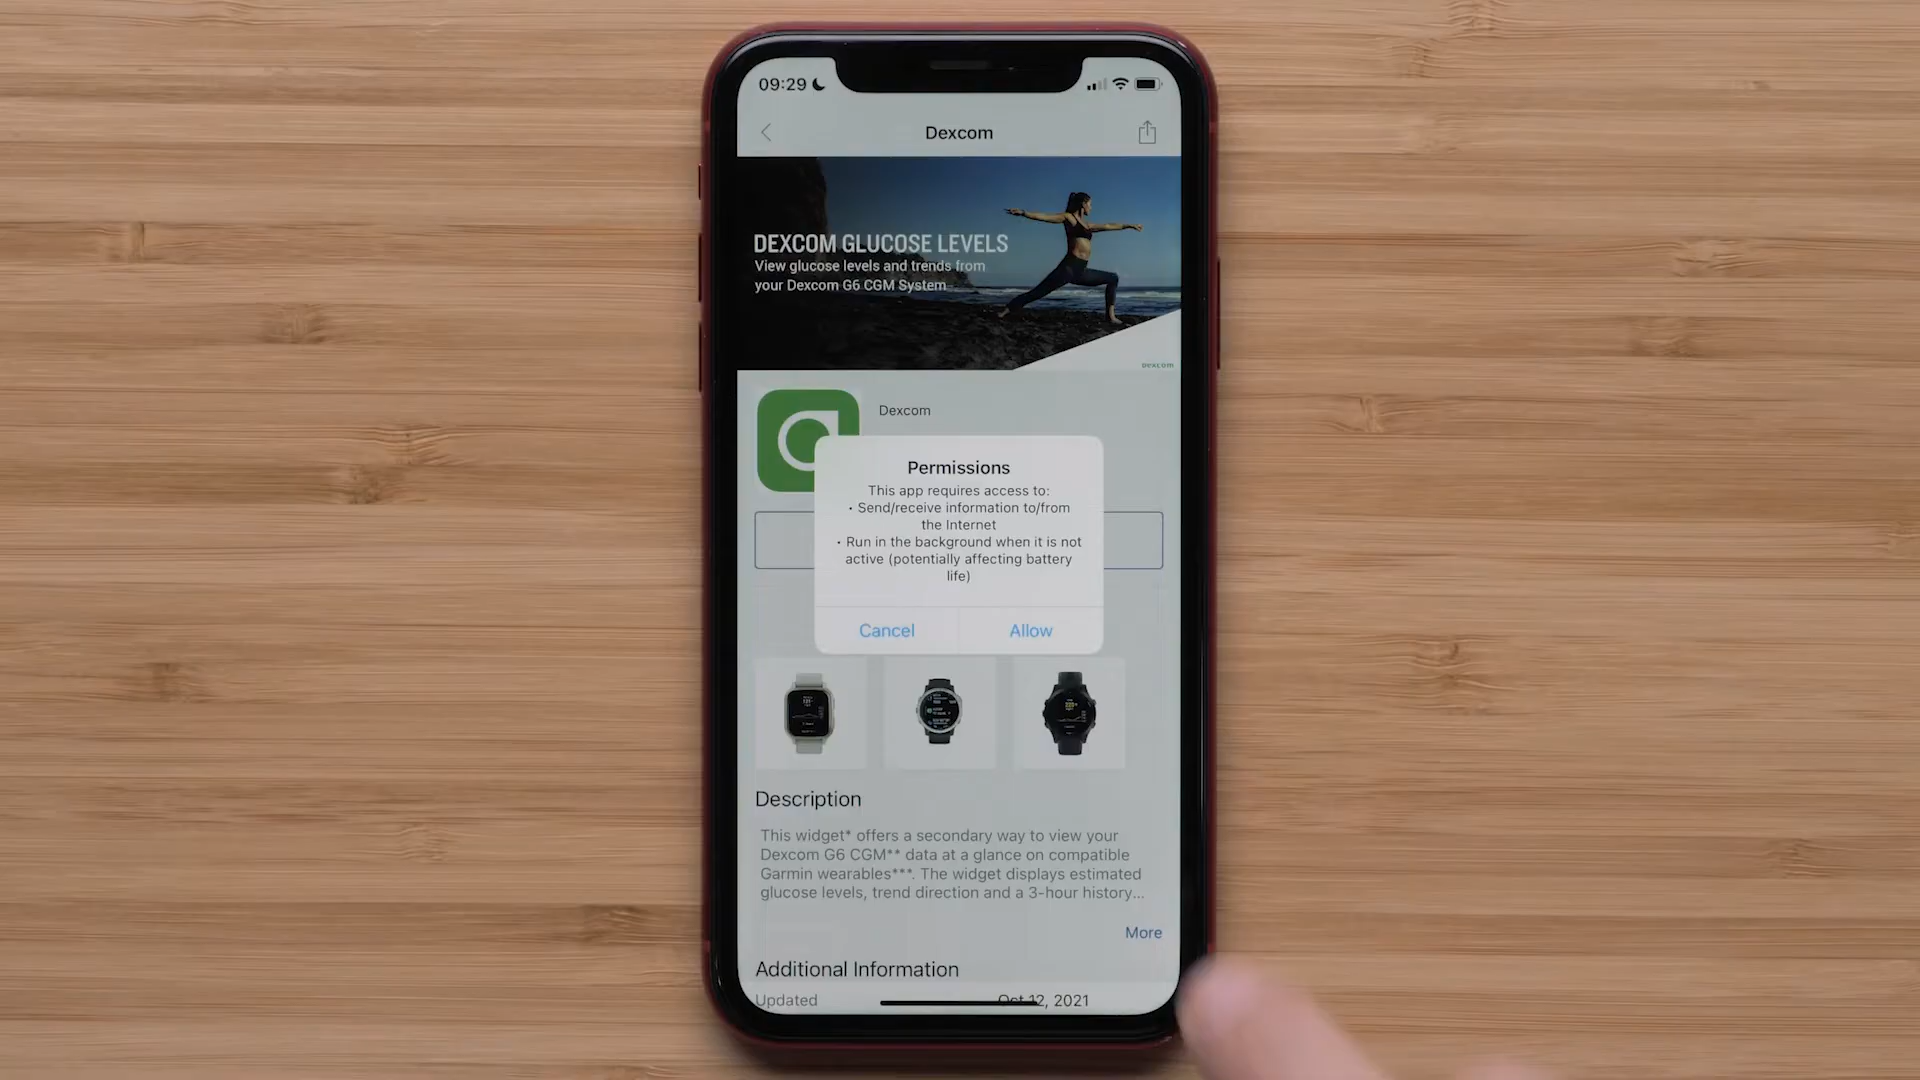 09:29
Dexcom
DEXCOM GLUCOSE LEVELS
View glucose levels and trends from
your Dexcom G6 CGM System
Dexcom
Dexcom
Permissions
This app requires access to:
• Send/receive information to/from
the Internet
• Run in the background when it is not
active (potentially affecting battery
life)
Cancel
Allow
Description
This widget* offers a secondary way to view your
Dexcom G6 CGM** data at a glance on compatible
Garmin wearables***. The widget displays estimated
glucose levels, trend direction and a 3-hour history...
More
Additional Information
Updated
Oct 12, 2021